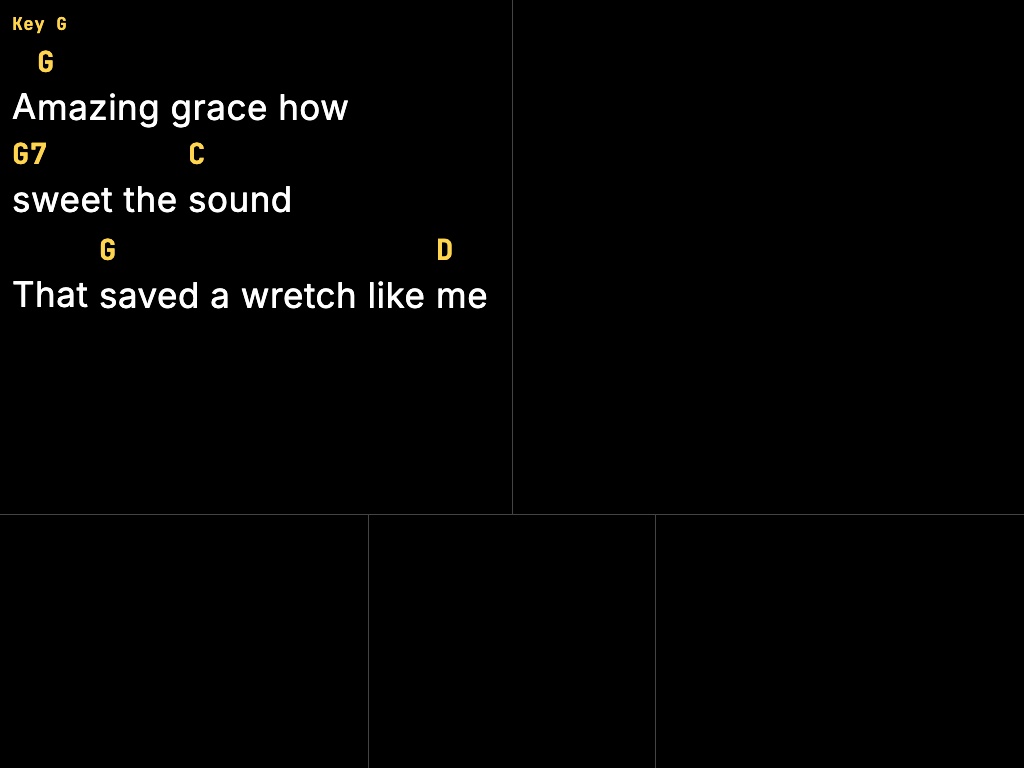 Key G
G
Amazing grace how
G7 C
sweet the sound
G D
That saved a wretch like me